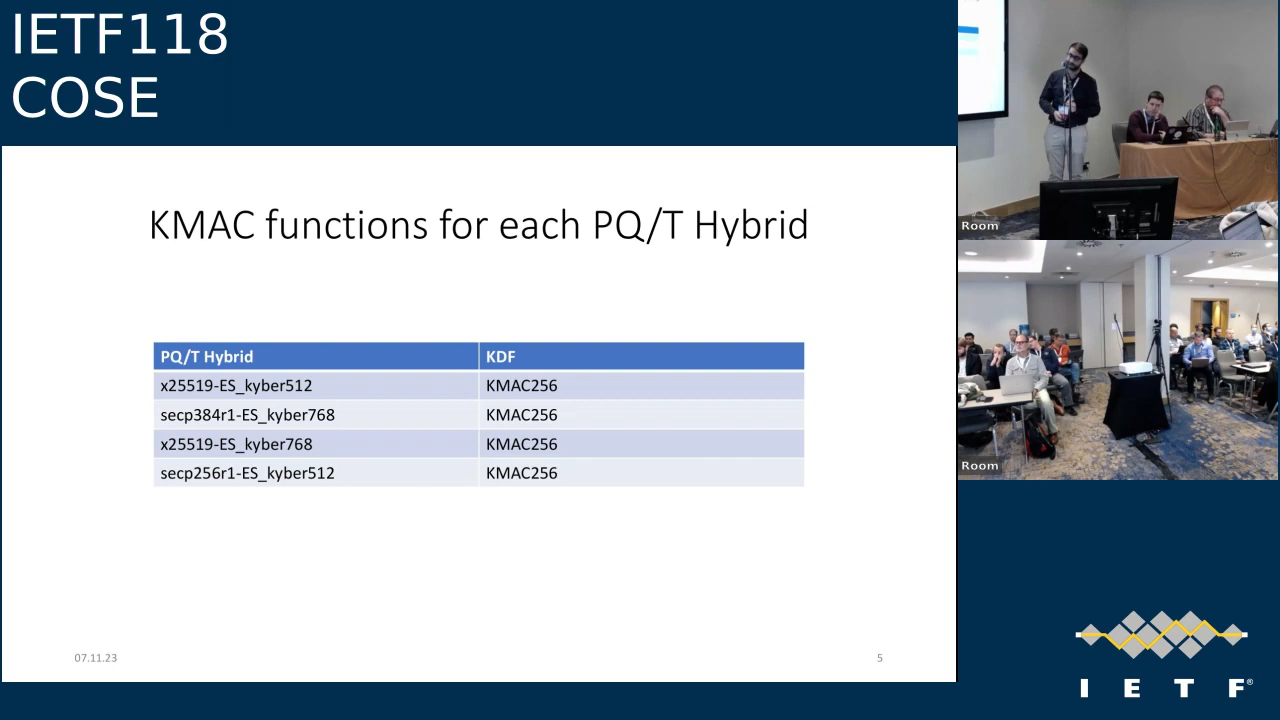 IETF118
COSE
KMAC functions for each PQ/T Hybrid
PQ/T Hybrid KDF
x25519-ES_kyber512 KMAC256
secp384r1-ES_kyber768 KMAC256
x25519-ES_kyber768 KMAC256
secp256r1-ES_kyber512 KMAC256
07.11.23 5
Room
Room
I E T F®